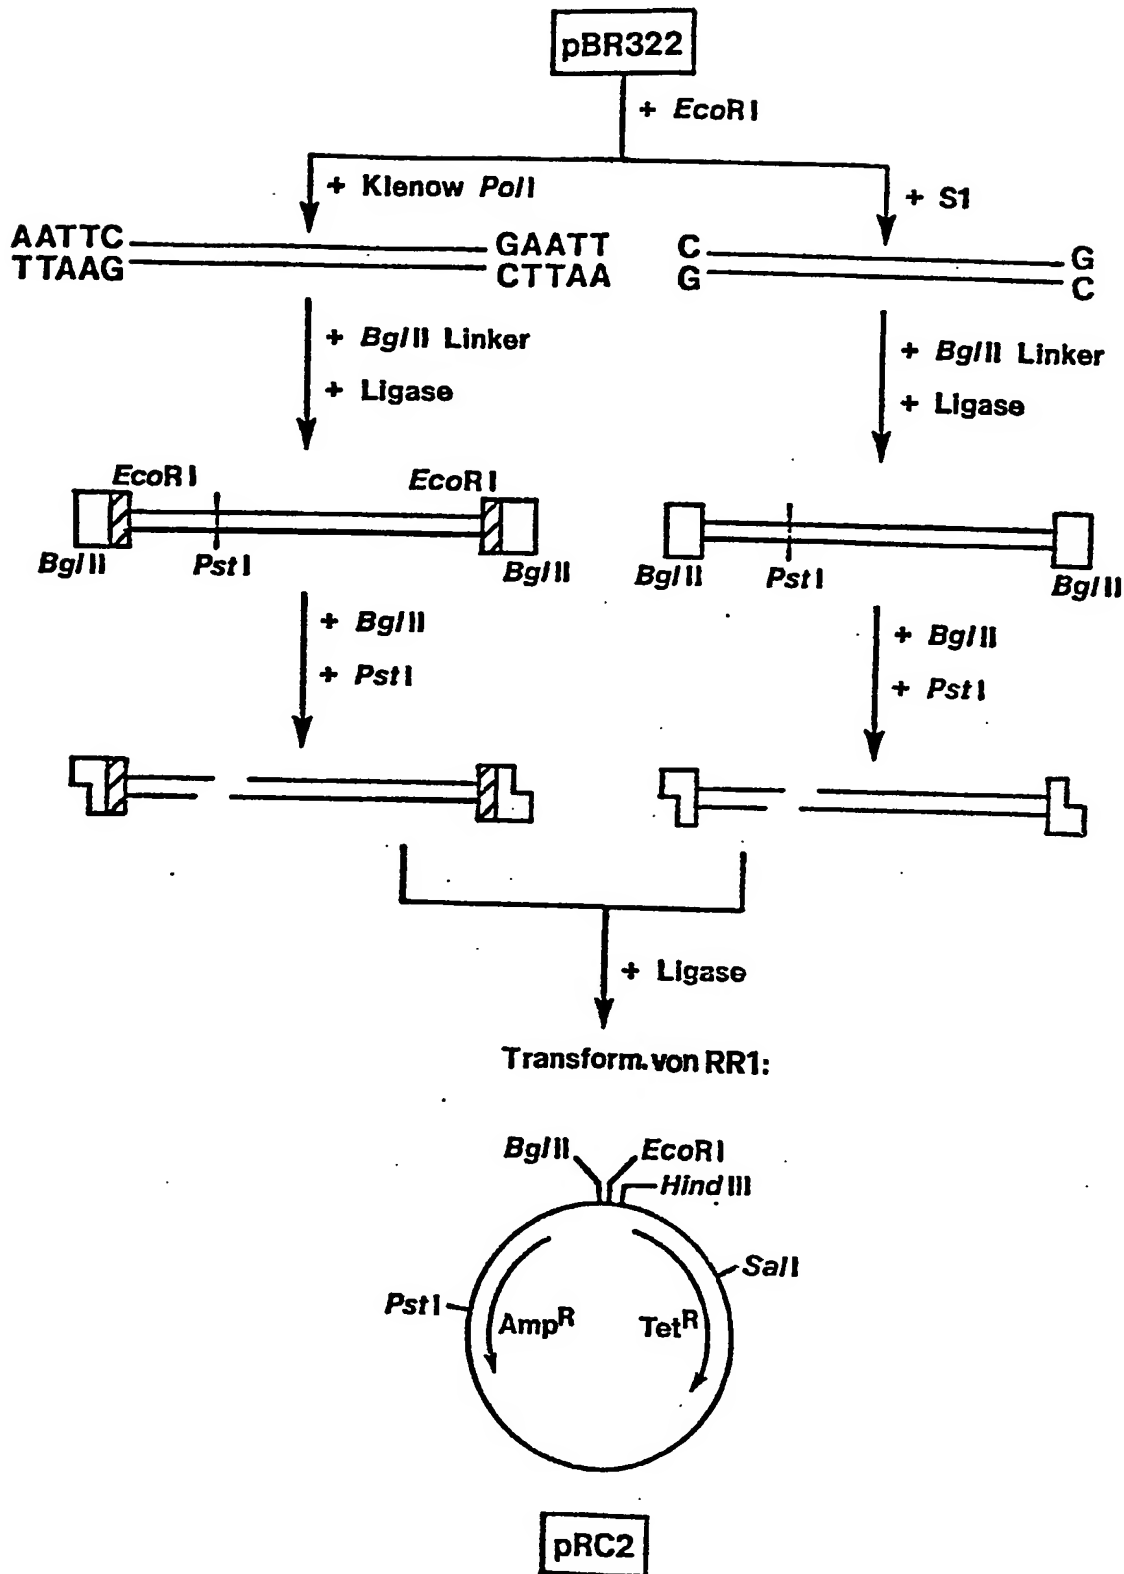 pBR322
+ EcoRI
+ Klenow PolI
+ S1
AATTC GAATT
TTAAG CTTAA
C G
G C
+ BglII Linker
+ Ligase
+ BglII Linker
+ Ligase
EcoRI EcoRI
BglII PstI BglII
BglII PstI BglII
+ BglII
+ PstI
+ BglII
+ PstI
+ Ligase
Transform. von RR1:
BglII EcoRI
HindIII
SalI
PstI
AmpR TetR
pRC2